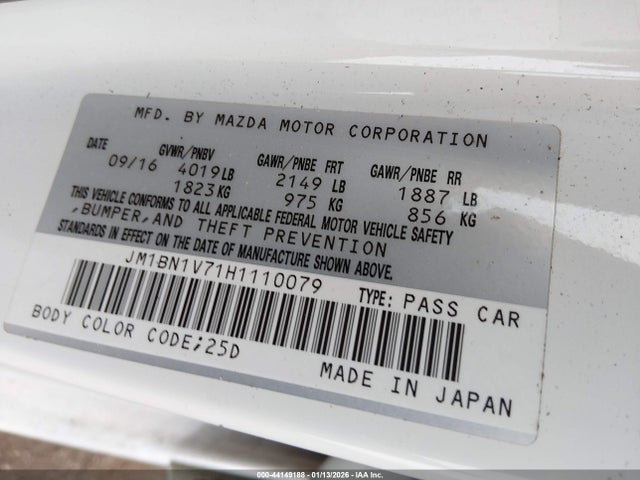 MFD. BY MAZDA MOTOR CORPORATION
DATE GVWR/PNBV GAWR/PNBE FRT GAWR/PNBE RR
09/16 4019LB 2149 LB 1887 LB
1823KG 975 KG 856 KG
THIS VEHICLE CONFORMS TO ALL APPLICABLE FEDERAL MOTOR VEHICLE SAFETY
,BUMPER,AND THEFT PREVENTION
STANDARDS IN EFFECT ON THE DATE OF MANUFACTURE SHOWN ABOVE.
JM1BN1V71H1110079 TYPE: PASS CAR
BODY COLOR CODE;25D
MADE IN JAPAN
000-44149188 - 01/13/2026 - IAA Inc.